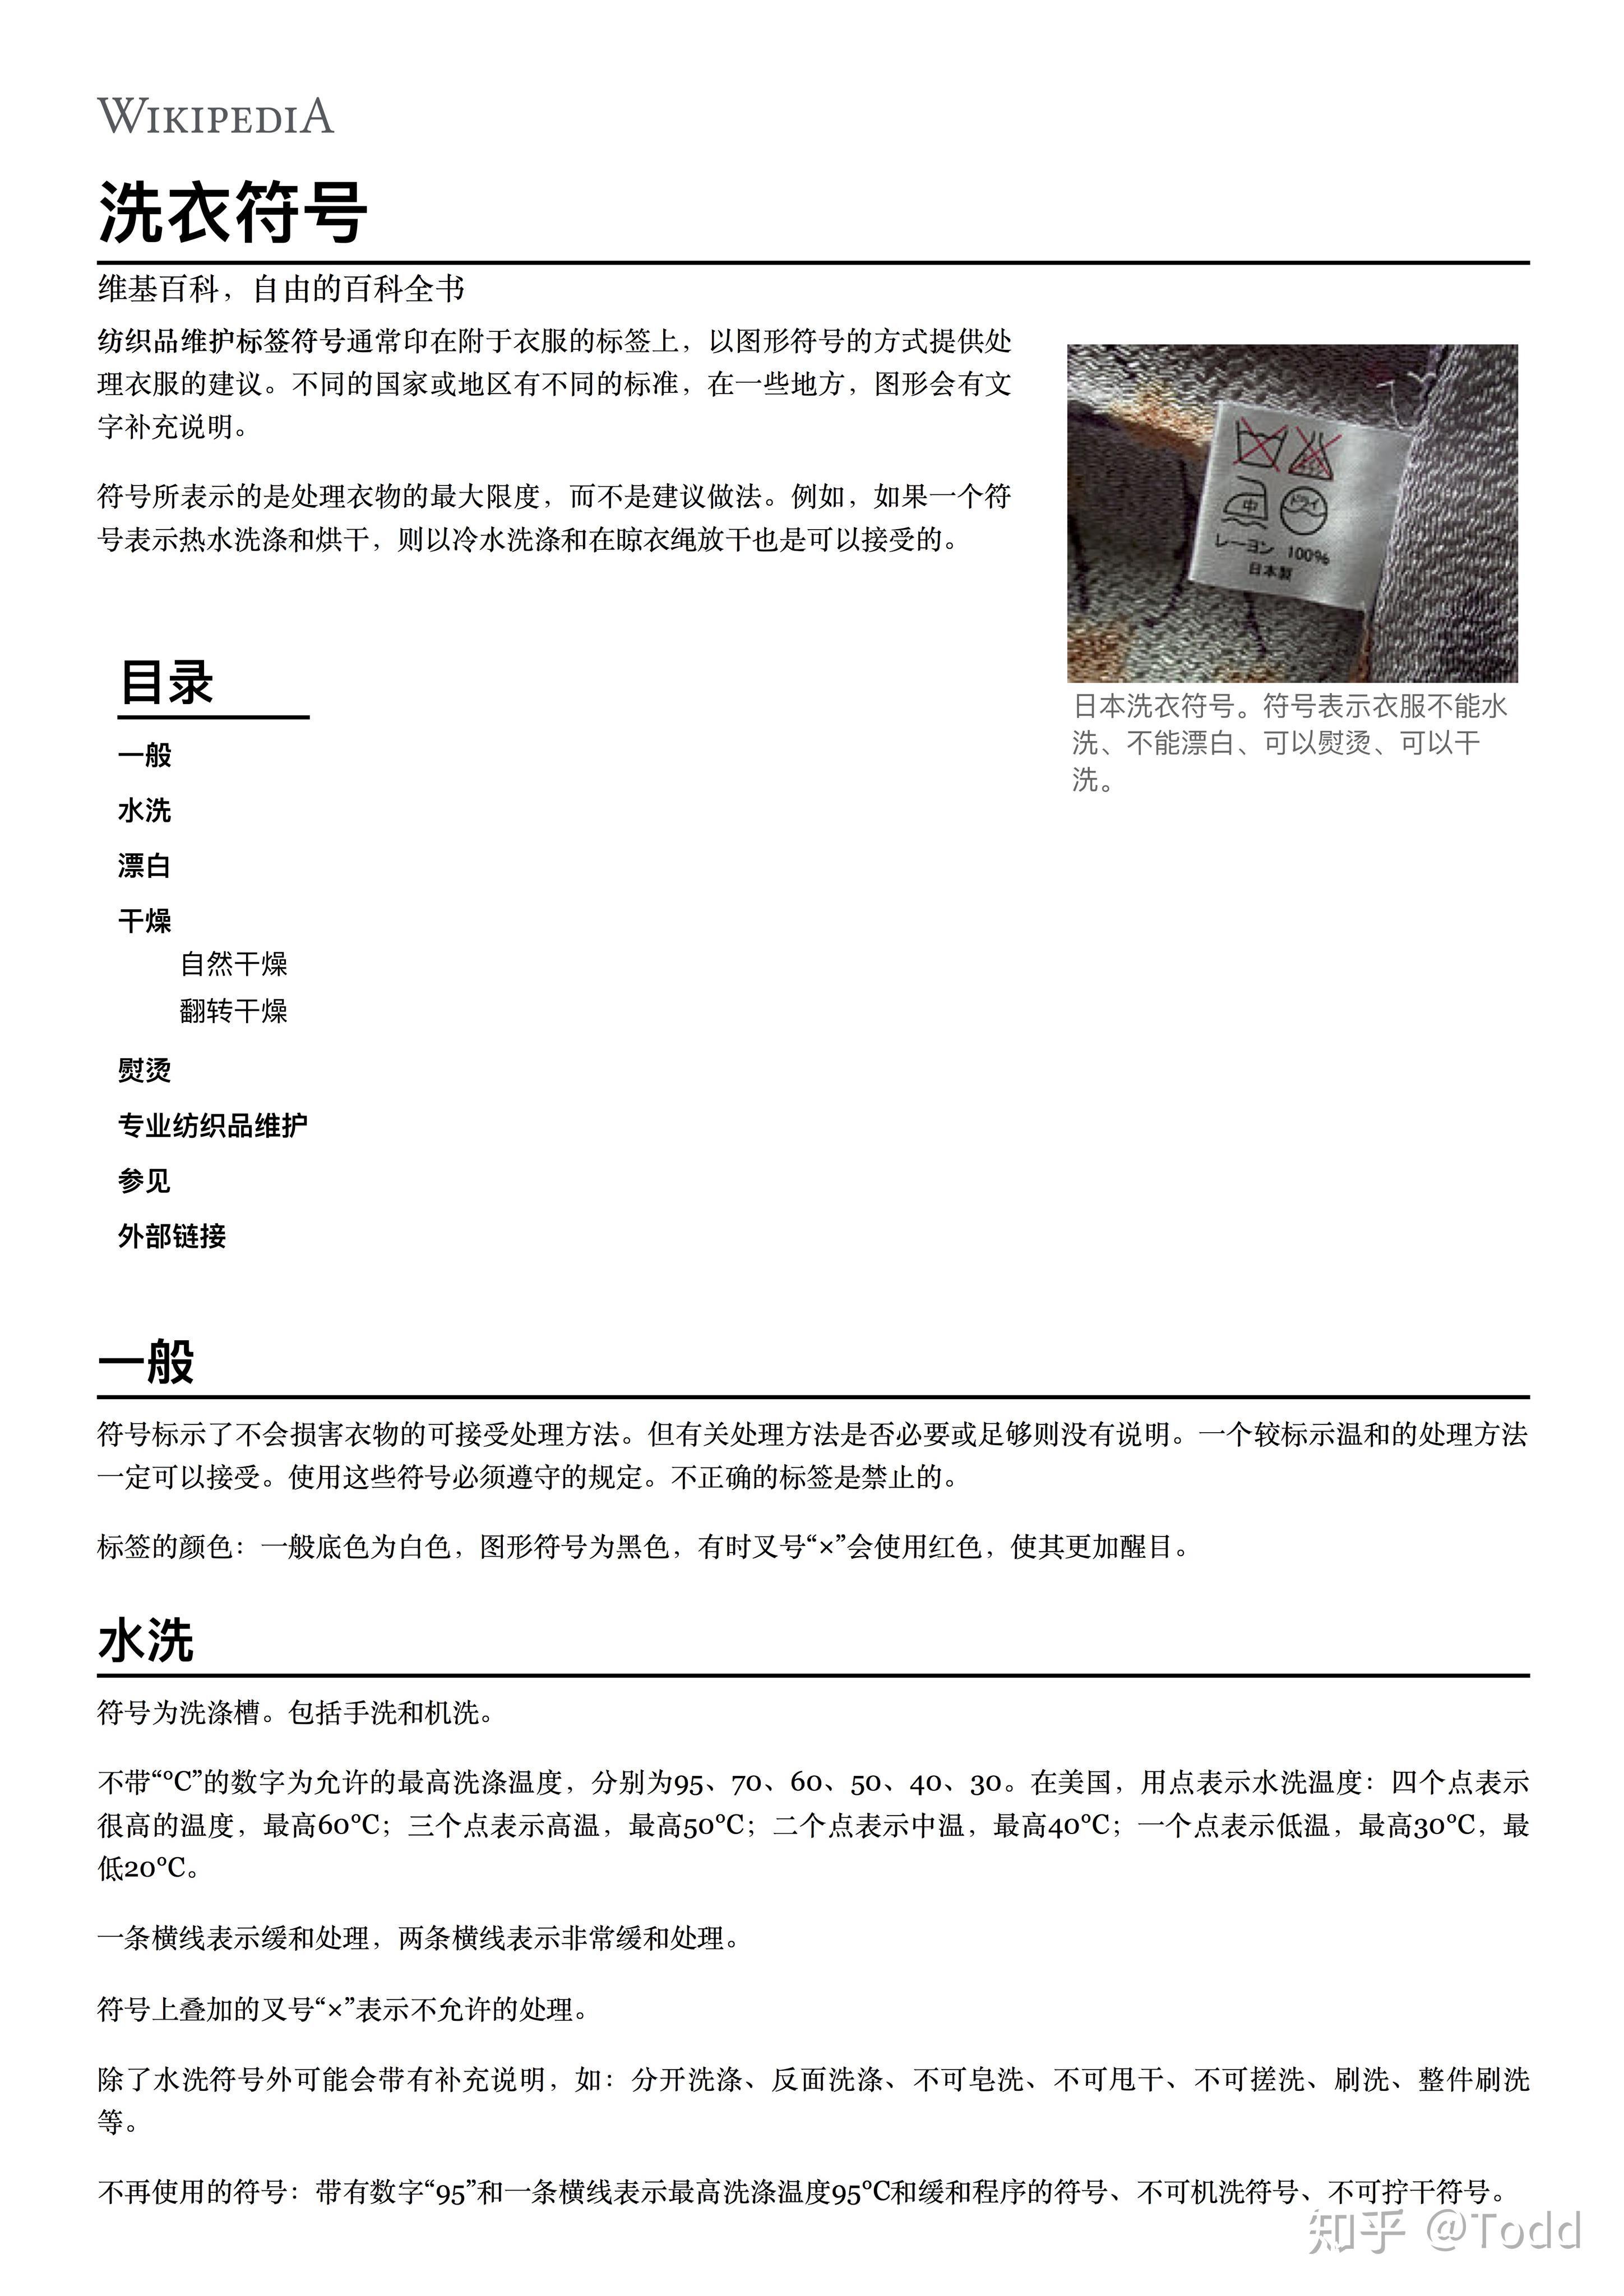 WIKIPEDIA
洗衣符号
维基百科，自由的百科全书
纺织品维护标签符号通常印在附于衣服的标签上，以图形符号的方式提供处
理衣服的建议。不同的国家或地区有不同的标准，在一些地方，图形会有文
字补充说明。
符号所表示的是处理衣物的最大限度，而不是建议做法。例如，如果一个符
号表示热水洗涤和烘干，则以冷水洗涤和在晾衣绳放干也是可以接受的。
中
ドライ
レーヨン 100%
日本製
日本洗衣符号。符号表示衣服不能水
洗、不能漂白、可以熨烫、可以干
洗。
目录
一般
水洗
漂白
干燥
自然干燥
翻转干燥
熨烫
专业纺织品维护
参见
外部链接
一般
符号标示了不会损害衣物的可接受处理方法。但有关处理方法是否必要或足够则没有说明。一个较标示温和的处理方法
一定可以接受。使用这些符号必须遵守的规定。不正确的标签是禁止的。
标签的颜色：一般底色为白色，图形符号为黑色，有时叉号“×”会使用红色，使其更加醒目。
水洗
符号为洗涤槽。包括手洗和机洗。
不带“℃”的数字为允许的最高洗涤温度，分别为95、70、60、50、40、30。在美国，用点表示水洗温度：四个点表示
很高的温度，最高60℃；三个点表示高温，最高50℃；二个点表示中温，最高40℃；一个点表示低温，最高30℃，最
低20℃。
一条横线表示缓和处理，两条横线表示非常缓和处理。
符号上叠加的叉号“×”表示不允许的处理。
除了水洗符号外可能会带有补充说明，如：分开洗涤、反面洗涤、不可皂洗、不可甩干、不可搓洗、刷洗、整件刷洗
等。
不再使用的符号：带有数字“95”和一条横线表示最高洗涤温度95℃和缓和程序的符号、不可机洗符号、不可拧干符号。
知乎 @Todd